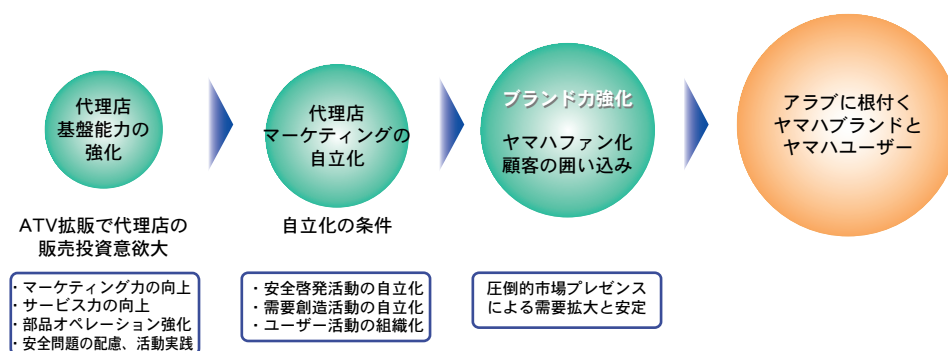 代理店
基盤能力の
強化
代理店
マーケティングの
自立化
ブランド力強化
ヤマハファン化
顧客の囲い込み
アラブに根付く
ヤマハブランドと
ヤマハユーザー
ATV拡販で代理店の
販売投資意欲大
自立化の条件
・マーケティング力の向上
・サービス力の向上
・部品オペレーション強化
・安全問題の配慮、活動実践
・安全啓発活動の自立化
・需要創造活動の自立化
・ユーザー活動の組織化
圧倒的市場プレゼンス
による需要拡大と安定